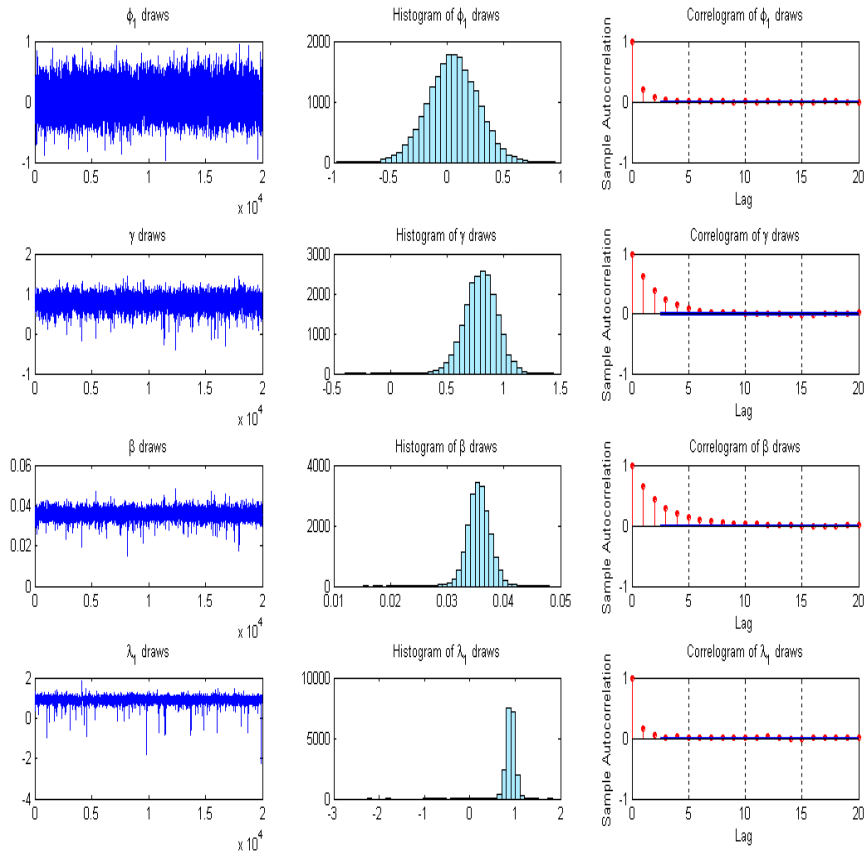 ϕ1 draws
Histogram of ϕ1 draws
Correlogram of ϕ1 draws
1
0
-1
0 0.5 1 1.5 2
x 10^4
2000
1000
0
-1 -0.5 0 0.5 1
Sample Autocorrelation
1
0
-1
0 5 10 15 20
Lag
γ draws
Histogram of γ draws
Correlogram of γ draws
2
1
0
-1
0 0.5 1 1.5 2
x 10^4
3000
2000
1000
0
-0.5 0 0.5 1 1.5
Sample Autocorrelation
1
0
-1
0 5 10 15 20
Lag
β draws
Histogram of β draws
Correlogram of β draws
0.06
0.04
0.02
0
0 0.5 1 1.5 2
x 10^4
4000
2000
0
0.01 0.02 0.03 0.04 0.05
Sample Autocorrelation
1
0
-1
0 5 10 15 20
Lag
λ1 draws
Histogram of λ1 draws
Correlogram of λ1 draws
2
0
-2
-4
0 0.5 1 1.5 2
x 10^4
10000
5000
0
-3 -2 -1 0 1 2
Sample Autocorrelation
1
0
-1
0 5 10 15 20
Lag